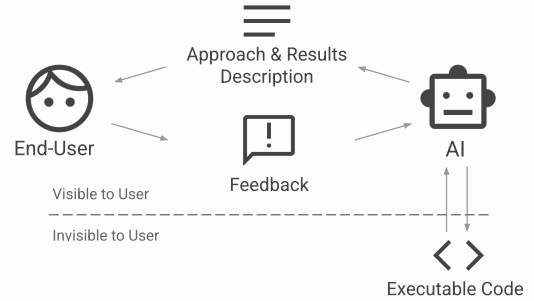 Approach & Results
Description
End-User
AI
Feedback
Visible to User
Invisible to User
Executable Code